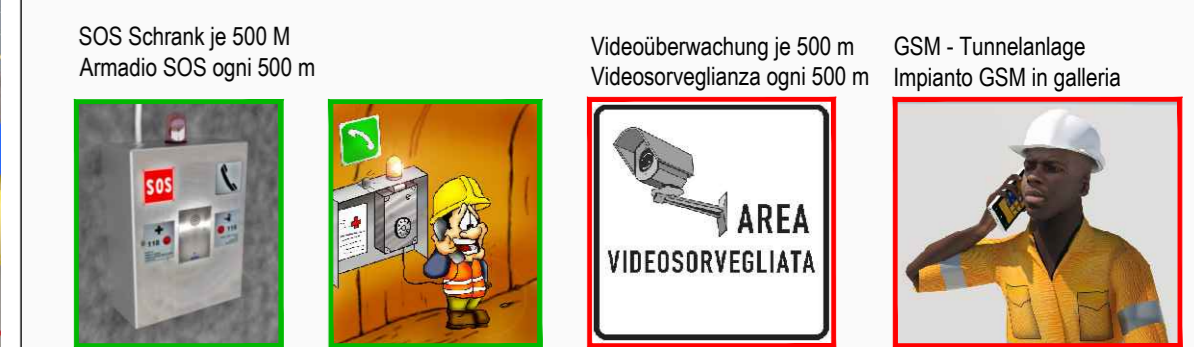 SOS Schrank je 500 M
Armadio SOS ogni 500 m
Videoüberwachung je 500 m
Videosorveglianza ogni 500 m
GSM - Tunnelanlage
Impianto GSM in galleria
SOS
118
AREA
VIDEOSORVEGLIATA